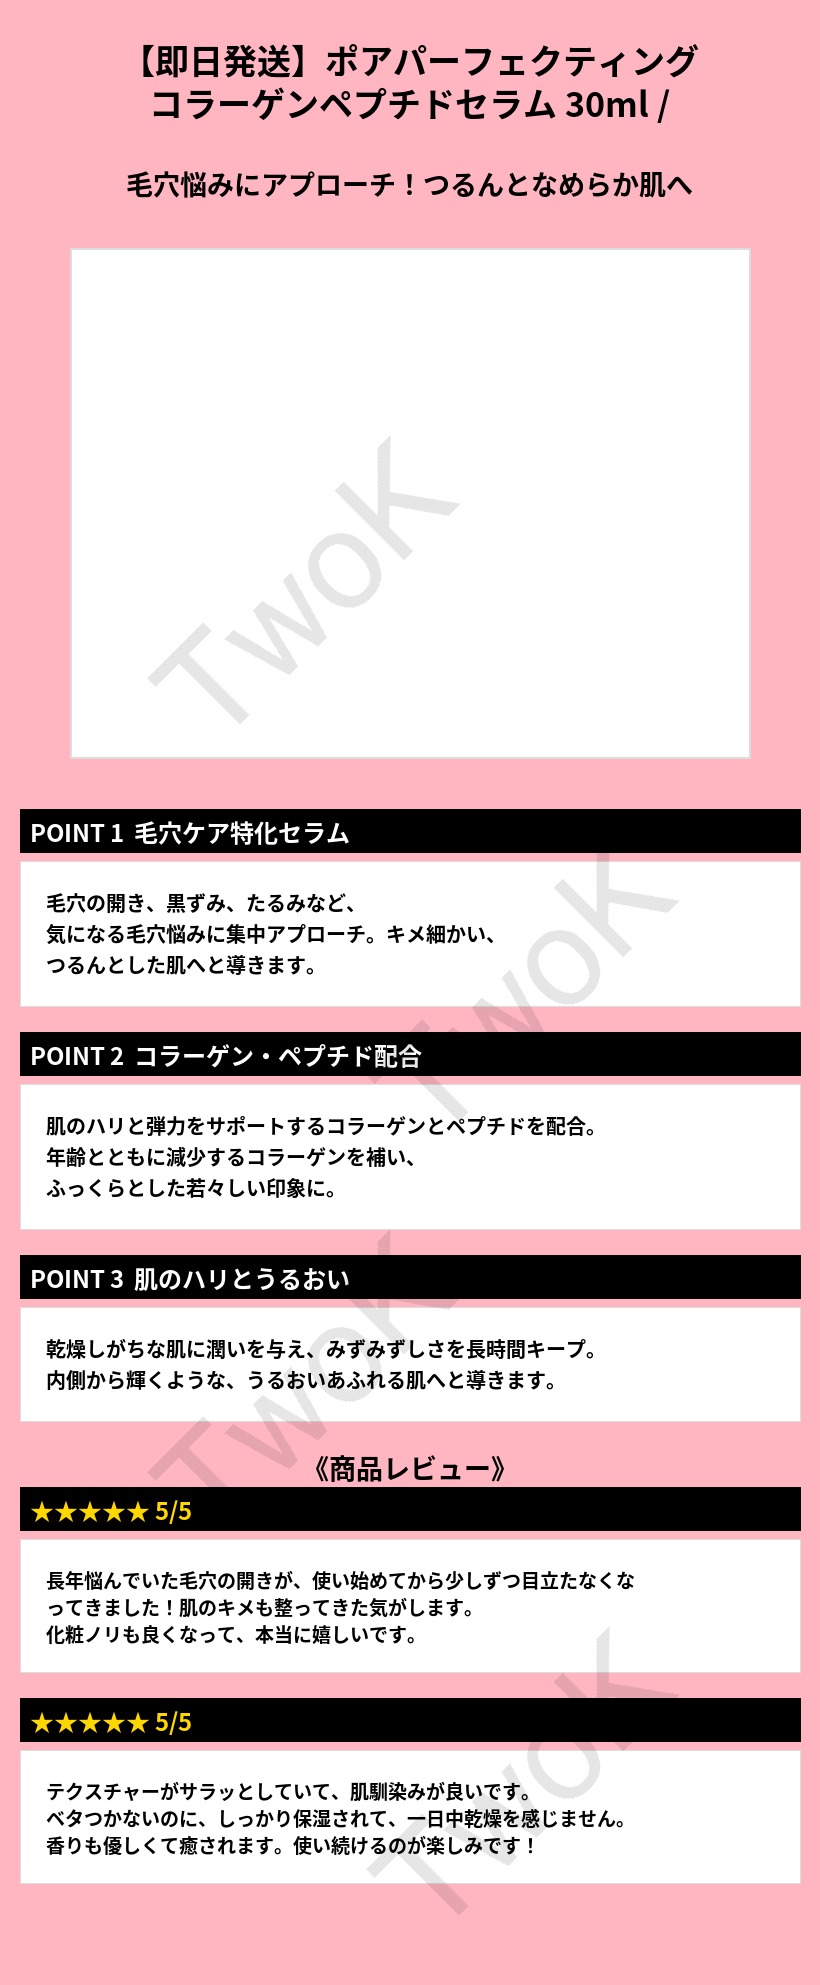 【即日発送】ポアパーフェクティング
コラーゲンペプチドセラム 30ml /
毛穴悩みにアプローチ！つるんとなめらか肌へ
TwoK
POINT 1 毛穴ケア特化セラム
毛穴の開き、黒ずみ、たるみなど、
気になる毛穴悩みに集中アプローチ。キメ細かい、
つるんとした肌へと導きます。
TwoK
POINT 2 コラーゲン・ペプチド配合
肌のハリと弾力をサポートするコラーゲンとペプチドを配合。
年齢とともに減少するコラーゲンを補い、
ふっくらとした若々しい印象に。
POINT 3 肌のハリとうるおい
乾燥しがちな肌に潤いを与え、みずみずしさを長時間キープ。
内側から輝くような、うるおいあふれる肌へと導きます。
TwoK
《商品レビュー》
★★★★★ 5/5
長年悩んでいた毛穴の開きが、使い始めてから少しずつ目立たなくな
ってきました！肌のキメも整ってきた気がします。
化粧ノリも良くなって、本当に嬉しいです。
★★★★★ 5/5
テクスチャーがサラッとしていて、肌馴染みが良いです。
ベタつかないのに、しっかり保湿されて、一日中乾燥を感じません。
香りも優しくて癒されます。使い続けるのが楽しみです！
TwoK